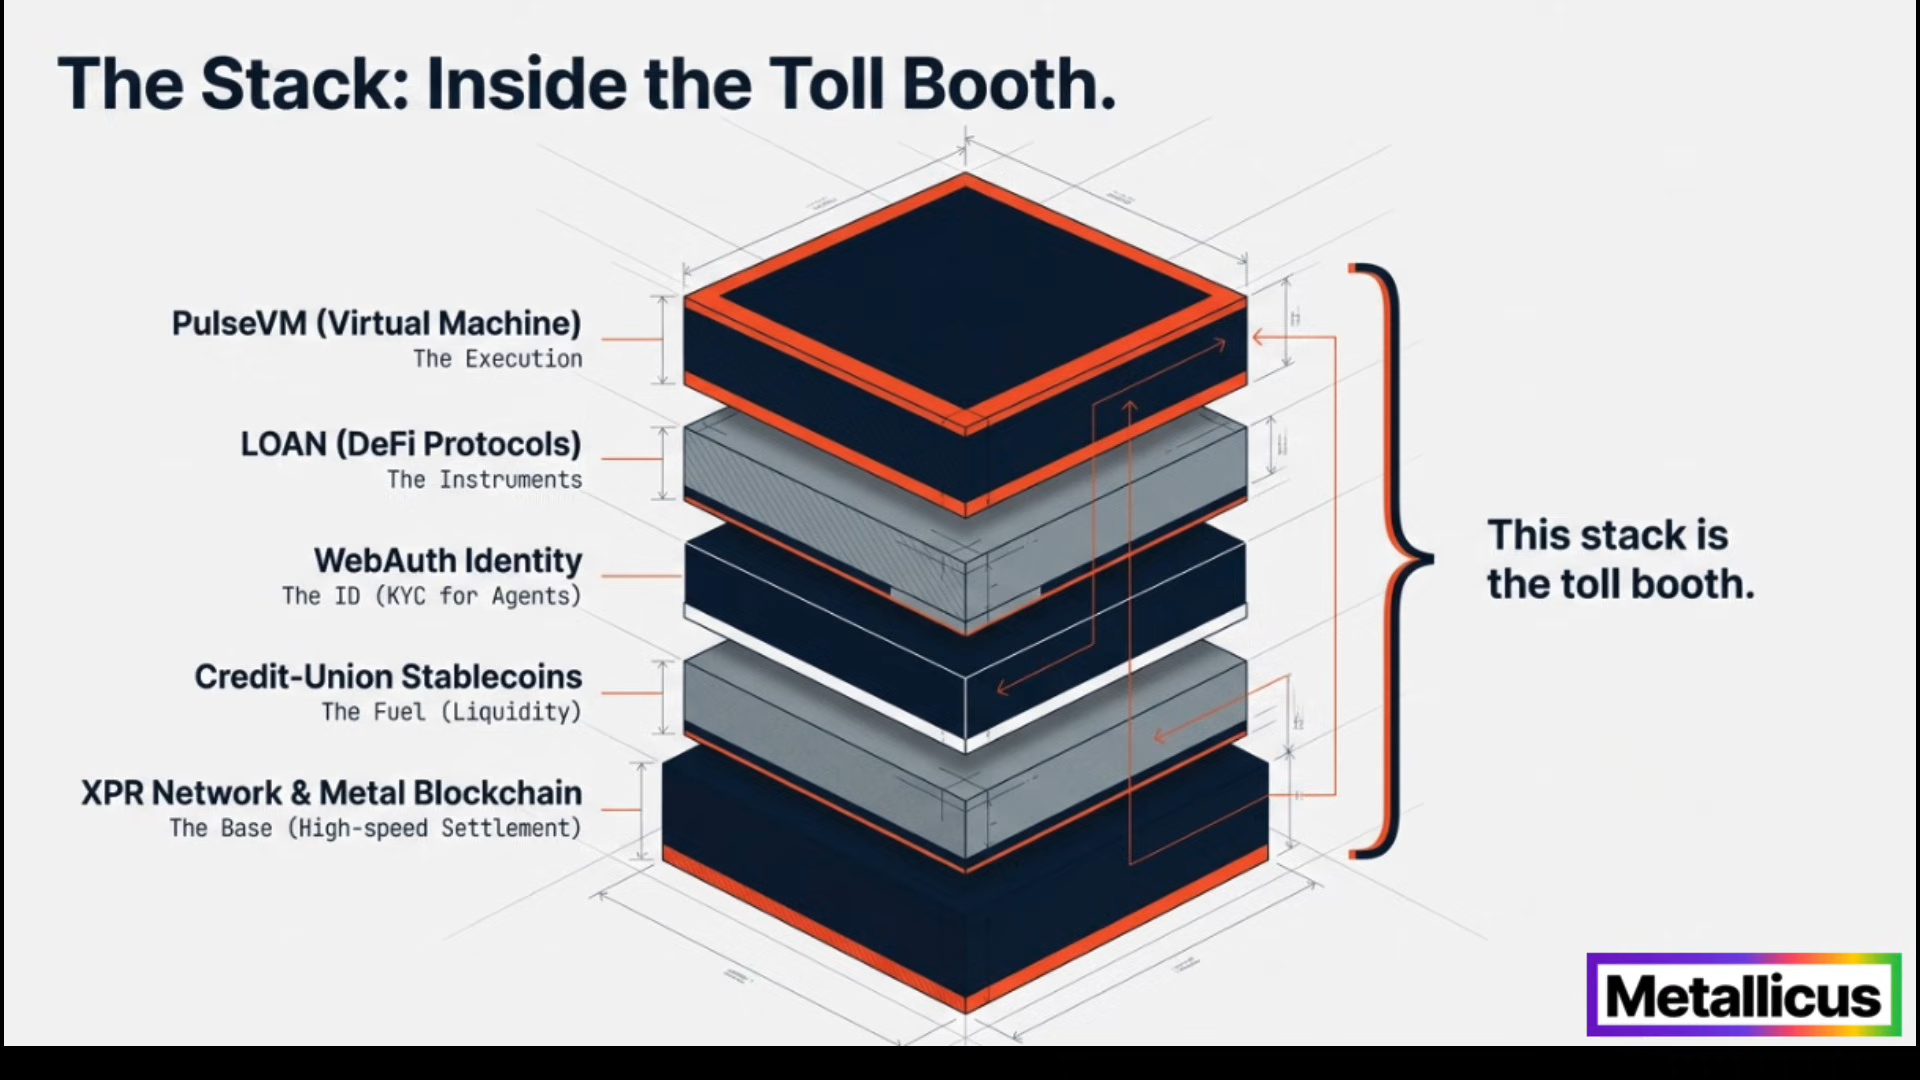 The Stack: Inside the Toll Booth.
PulseVM (Virtual Machine)
The Execution
LOAN (DeFi Protocols)
The Instruments
WebAuth Identity
The ID (KYC for Agents)
Credit-Union Stablecoins
The Fuel (Liquidity)
XPR Network & Metal Blockchain
The Base (High-speed Settlement)
This stack is
the toll booth.
Metallicus